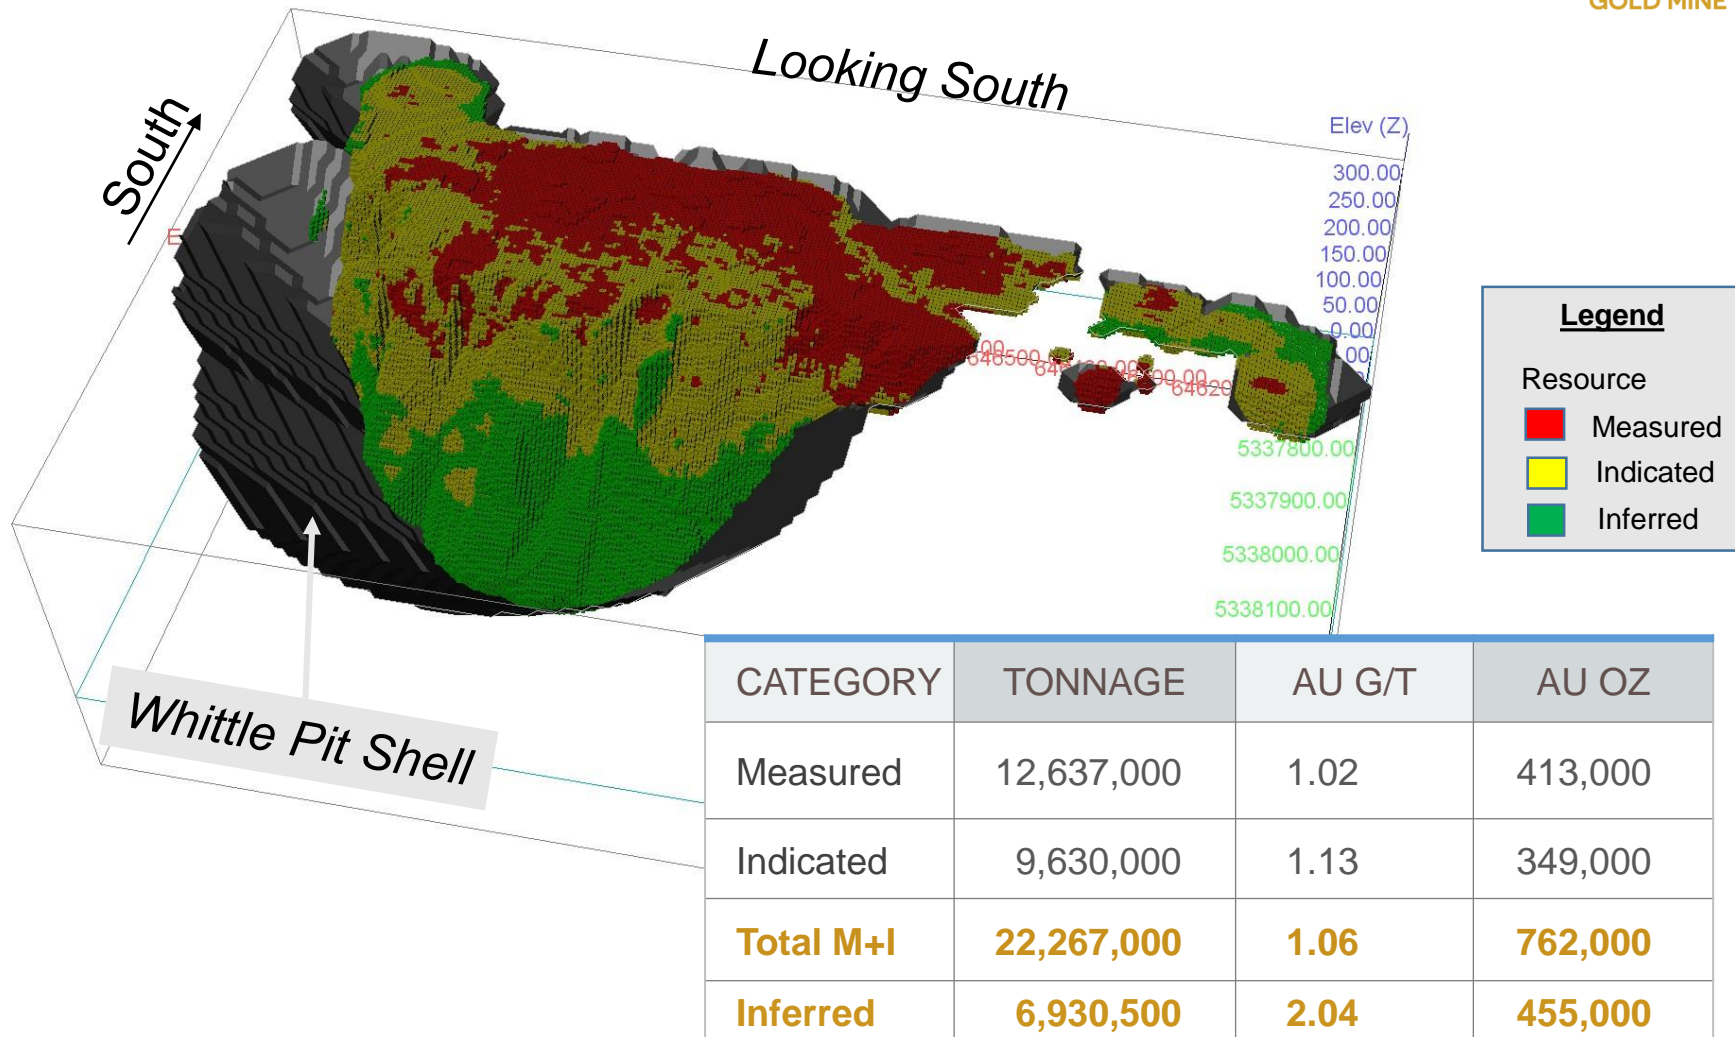 GOLD MINE
Looking South
South
Elev (Z)
300.00
250.00
200.00
150.00
100.00
50.00
0.00
E
5337800.00
5337900.00
5338000.00
5338100.00
Legend
Resource
Measured
Indicated
Inferred
Whittle Pit Shell
CATEGORY TONNAGE AU G/T AU OZ
Measured 12,637,000 1.02 413,000
Indicated 9,630,000 1.13 349,000
Total M+I 22,267,000 1.06 762,000
Inferred 6,930,500 2.04 455,000